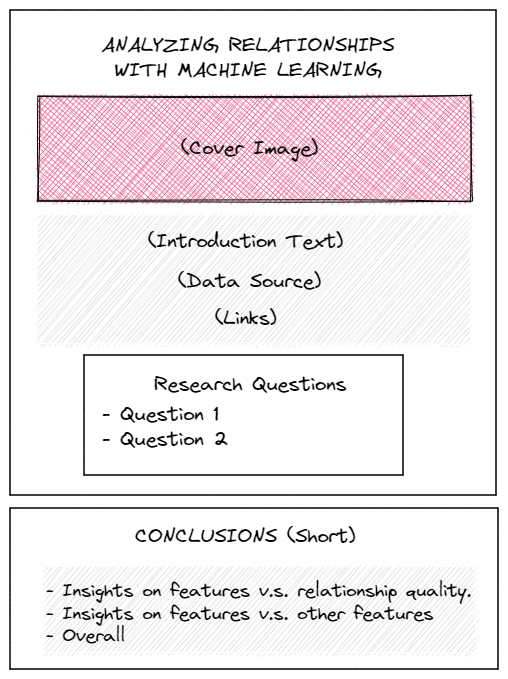 ANALYZING RELATIONSHIPS
WITH MACHINE LEARNING
(Cover Image)
(Introduction Text)
(Data Source)
(Links)
Research Questions
- Question 1
- Question 2
CONCLUSIONS (Short)
- Insights on features v.s. relationship quality.
- Insights on features v.s. other features
- Overall